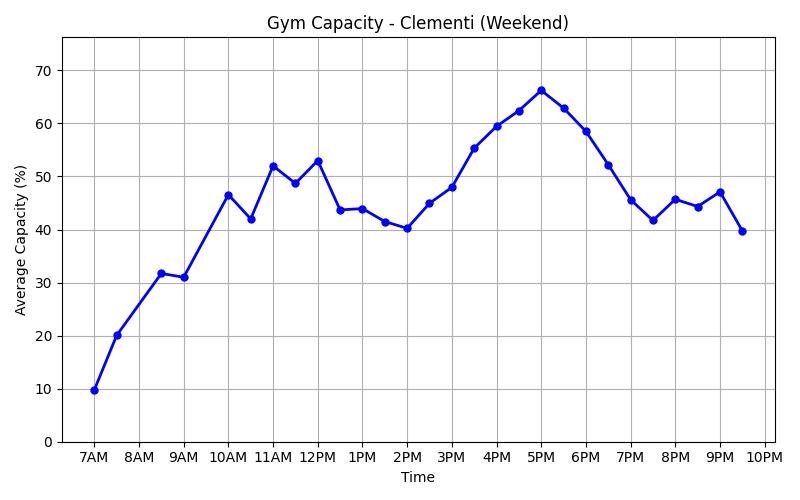 Gym Capacity - Clementi (Weekend)
Average Capacity (%)
70
60
50
40
30
20
10
0
7AM 8AM 9AM 10AM 11AM 12PM 1PM 2PM 3PM 4PM 5PM 6PM 7PM 8PM 9PM 10PM
Time